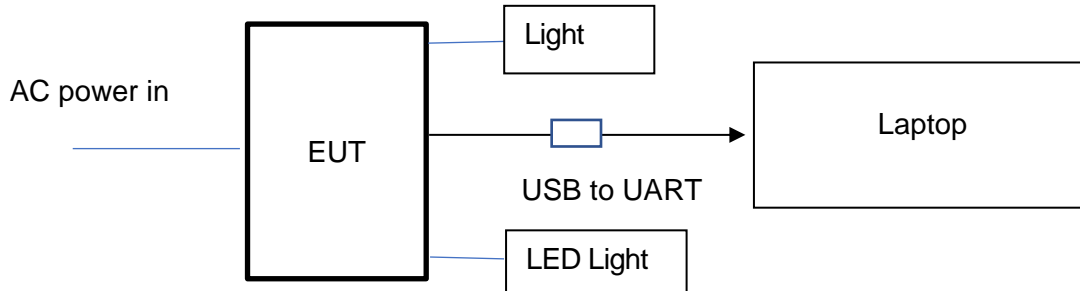 Light
AC power in
Laptop
EUT
USB to UART
LED Light